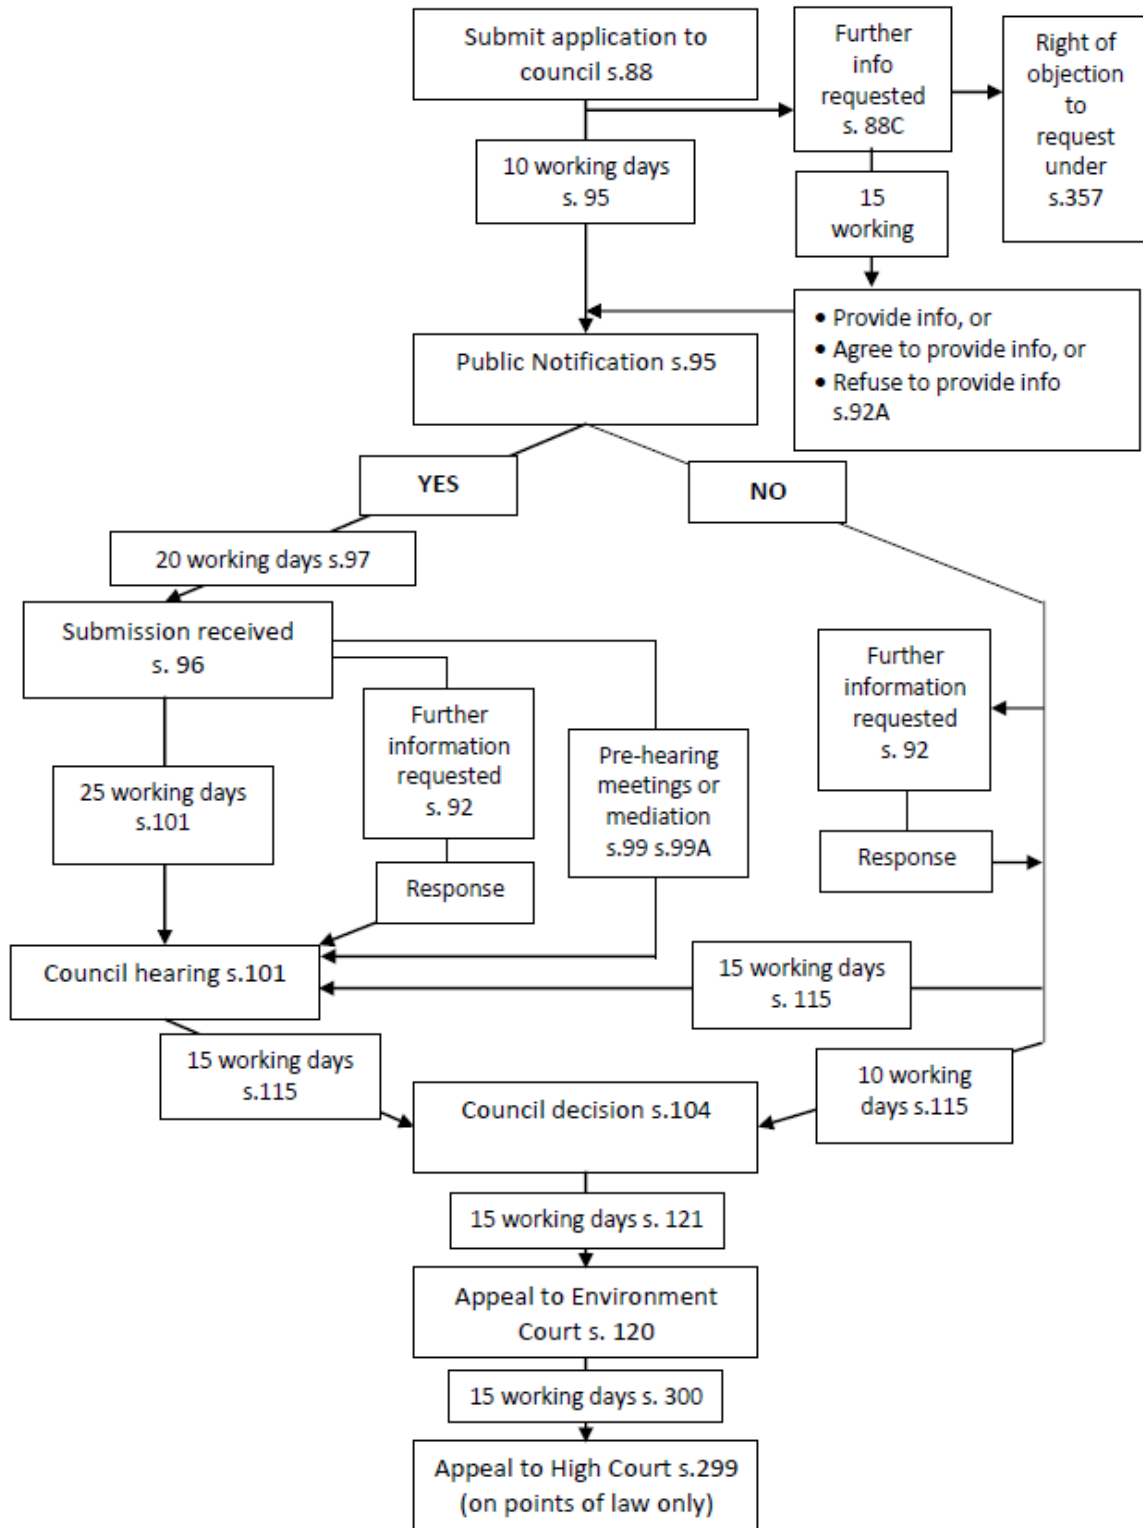 Submit application to
council s.88
Further
info
requested
s. 88C
Right of
objection
to
request
under
s.357
10 working days
s. 95
15
working
• Provide info, or
• Agree to provide info, or
• Refuse to provide info
s.92A
Public Notification s.95
YES
NO
20 working days s.97
Submission received
s. 96
Further
information
requested
s. 92
Pre-hearing
meetings or
mediation
s.99 s.99A
Further
information
requested
s. 92
25 working days
s.101
Response
Response
Council hearing s.101
15 working days
s. 115
15 working days
s.115
10 working
days s.115
Council decision s.104
15 working days s. 121
Appeal to Environment
Court s. 120
15 working days s. 300
Appeal to High Court s.299
(on points of law only)